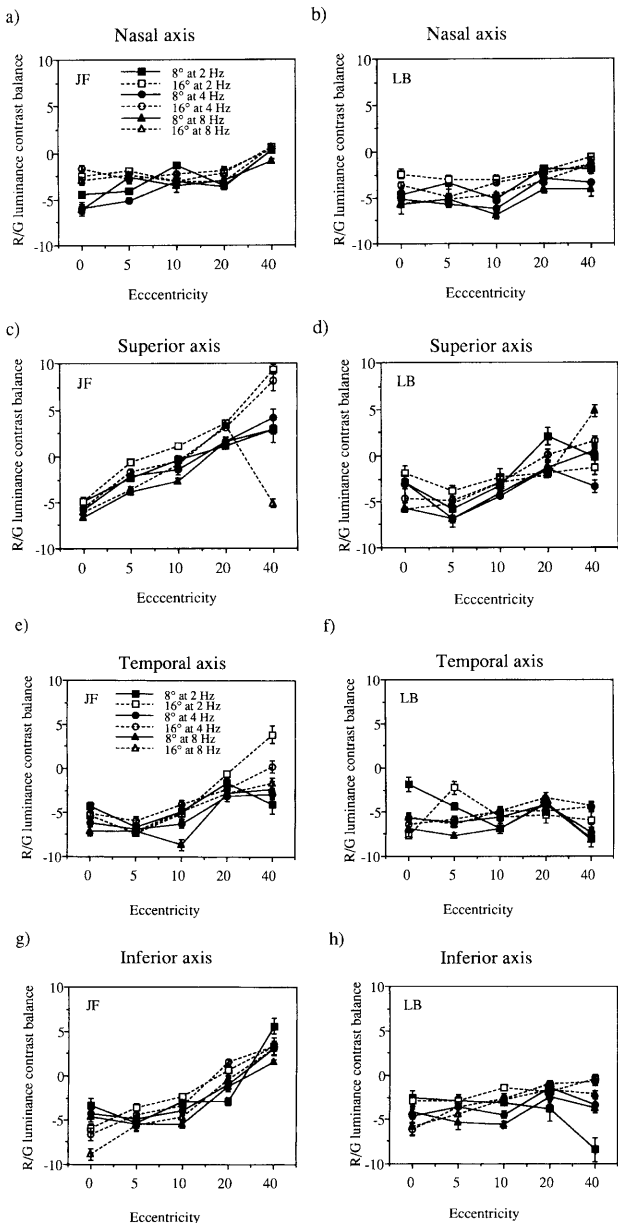 a)
Nasal axis
R/G luminance contrast balance
10
5
0
-5
-10
JF
8° at 2 Hz
16° at 2 Hz
8° at 4 Hz
16° at 4 Hz
8° at 8 Hz
16° at 8 Hz
0 5 10 20 40
Ecccentricity
b)
Nasal axis
R/G luminance contrast balance
10
5
0
-5
-10
LB
0 5 10 20 40
Ecccentricity
c)
Superior axis
R/G luminance contrast balance
10
5
0
-5
-10
JF
0 5 10 20 40
Ecccentricity
d)
Superior axis
R/G luminance contrast balance
10
5
0
-5
-10
LB
0 5 10 20 40
Ecccentricity
e)
Temporal axis
R/G luminance contrast balance
10
5
0
-5
-10
JF
8° at 2 Hz
16° at 2 Hz
8° at 4 Hz
16° at 4 Hz
8° at 8 Hz
16° at 8 Hz
0 5 10 20 40
Eccentricity
f)
Temporal axis
R/G luminance contrast balance
10
5
0
-5
-10
LB
0 5 10 20 40
Eccentricity
g)
Inferior axis
R/G luminance contrast balance
10
5
0
-5
-10
JF
0 5 10 20 40
Eccentricity
h)
Inferior axis
R/G luminance contrast balance
10
5
0
-5
-10
LB
0 5 10 20 40
Eccentricity